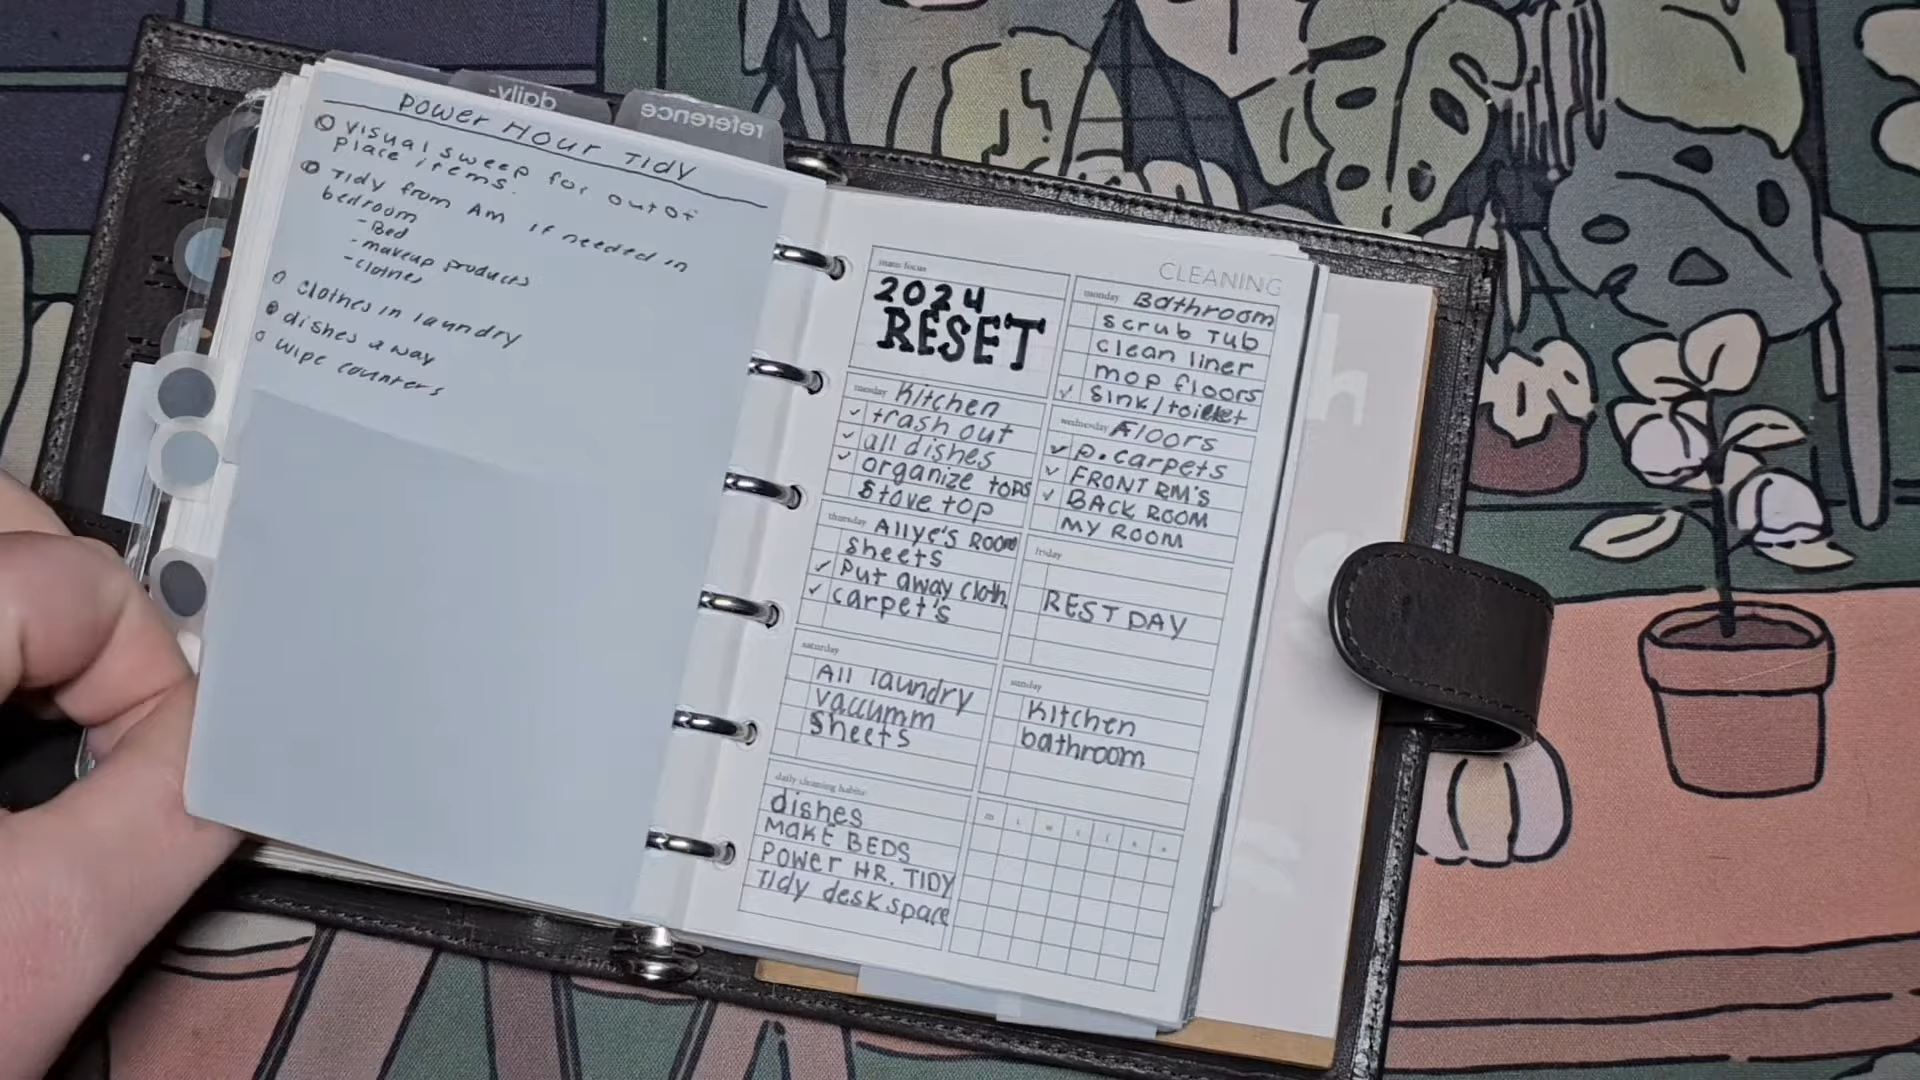 daily-
reference
POWER HOUR TIDY
visual sweep for out of
place items.
Tidy from AM if needed in
bedroom
- Bed
- makeup products
- clothes
clothes in laundry
dishes away
wipe counters
CLEANING
main focus
2024
RESET
monday Bathroom
scrub Tub
clean liner
mop floors
✓ Sink/toilet
tuesday Kitchen
✓ trash out
✓ all dishes
✓ organize tops
Stove top
wednesday Floors
✓ P. carpets
✓ FRONT RM'S
✓ BACK ROOM
MY ROOM
thursday Allye's ROOM
Sheets
✓ Put away cloth.
✓ carpet's
friday
REST DAY
saturday
All laundry
vaccumm
Sheets
sunday
Kitchen
bathroom
daily cleaning habits
dishes
MAKE BEDS
POWER HR. TIDY
Tidy desk space
m t w t f s s